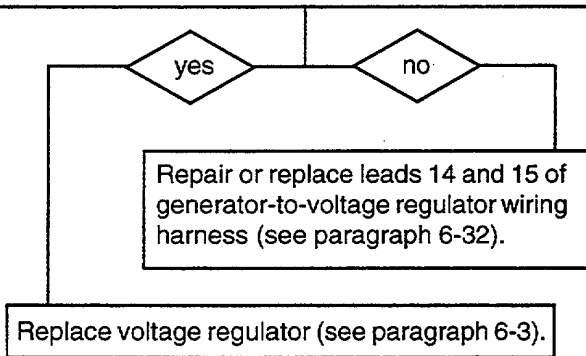 yes
no
Repair or replace leads 14 and 15 of
generator-to-voltage regulator wiring
harness (see paragraph 6-32).
Replace voltage regulator (see paragraph 6-3).